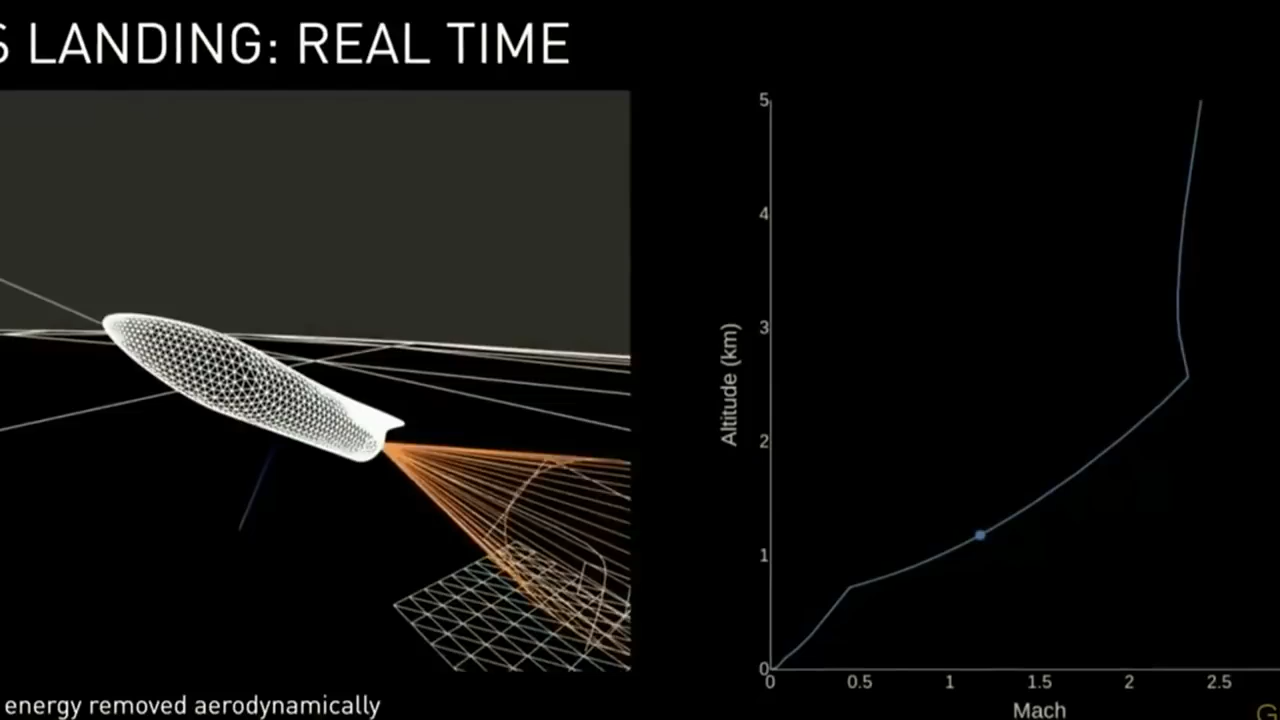 S LANDING: REAL TIME
5
4
3
2
1
0
Altitude (km)
0 0.5 1 1.5 2 2.5
Mach
energy removed aerodynamically
G